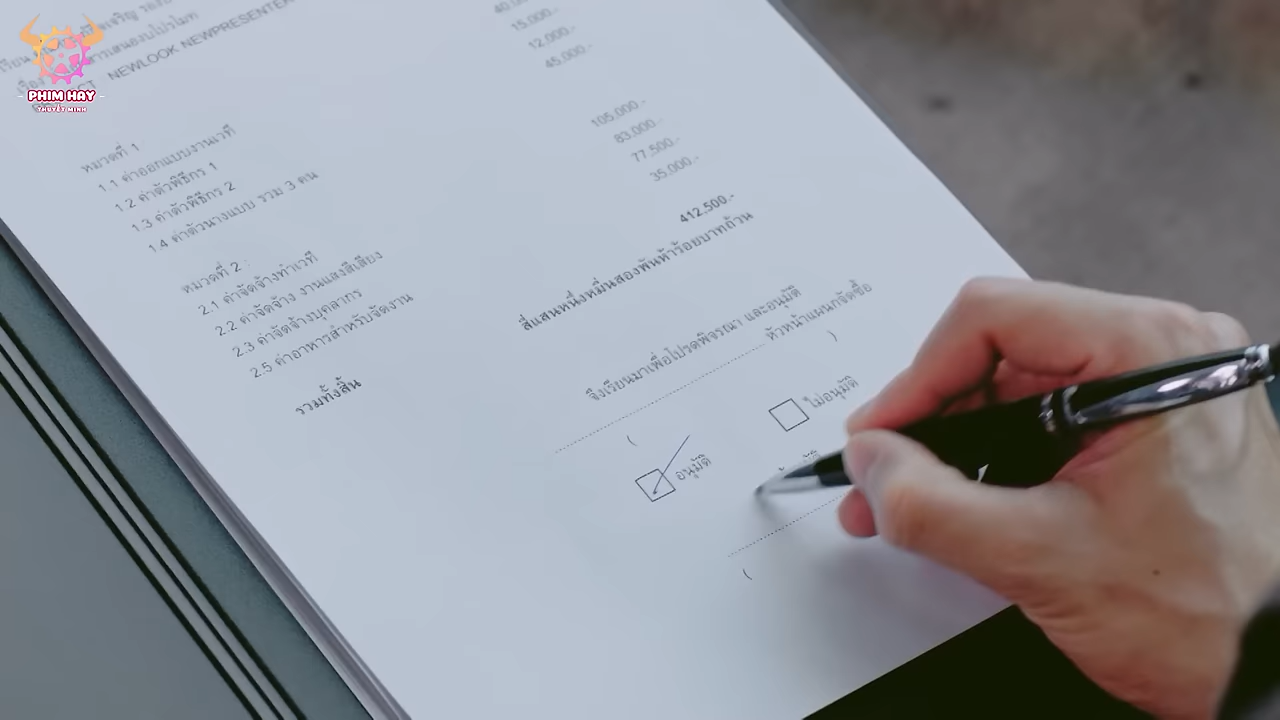 PHIM HAY
THUYẾT MINH
NEWLOOK NEWPRESENTER
15,000.-
12,000.-
45,000.-
หมวดที่ 1
1.1 ค่าออกแบบงานเวที
1.2 ค่าตัวพิธีกร 1
1.3 ค่าตัวพิธีกร 2
1.4 ค่าตัวนางแบบ รวม 3 คน
105,000.-
83,000.-
77,500.-
35,000.-
หมวดที่ 2 :
2.1 ค่าจัดจ้างทำเวที
2.2 ค่าจัดจ้าง งานแสงสีเสียง
2.3 ค่าจัดจ้างบุคลากร
2.5 ค่าอาหารสำหรับจัดงาน
รวมทั้งสิ้น
412,500.-
สี่แสนหนึ่งหมื่นสองพันห้าร้อยบาทถ้วน
จึงเรียนมาเพื่อโปรดพิจรณา และอนุมัติ
หัวหน้าแผนกจัดซื้อ
( )
อนุมัติ ไม่อนุมัติ
(